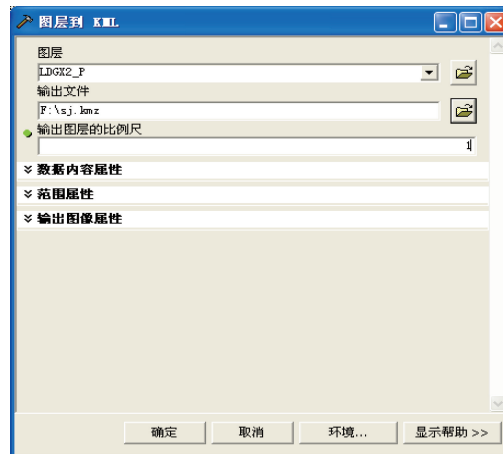 图层到 KML
图层
LDGX2_P
输出文件
F:\sj.kmz
输出图层的比例尺
1
数据内容属性
范围属性
输出图像属性
确定
取消
环境...
显示帮助 >>